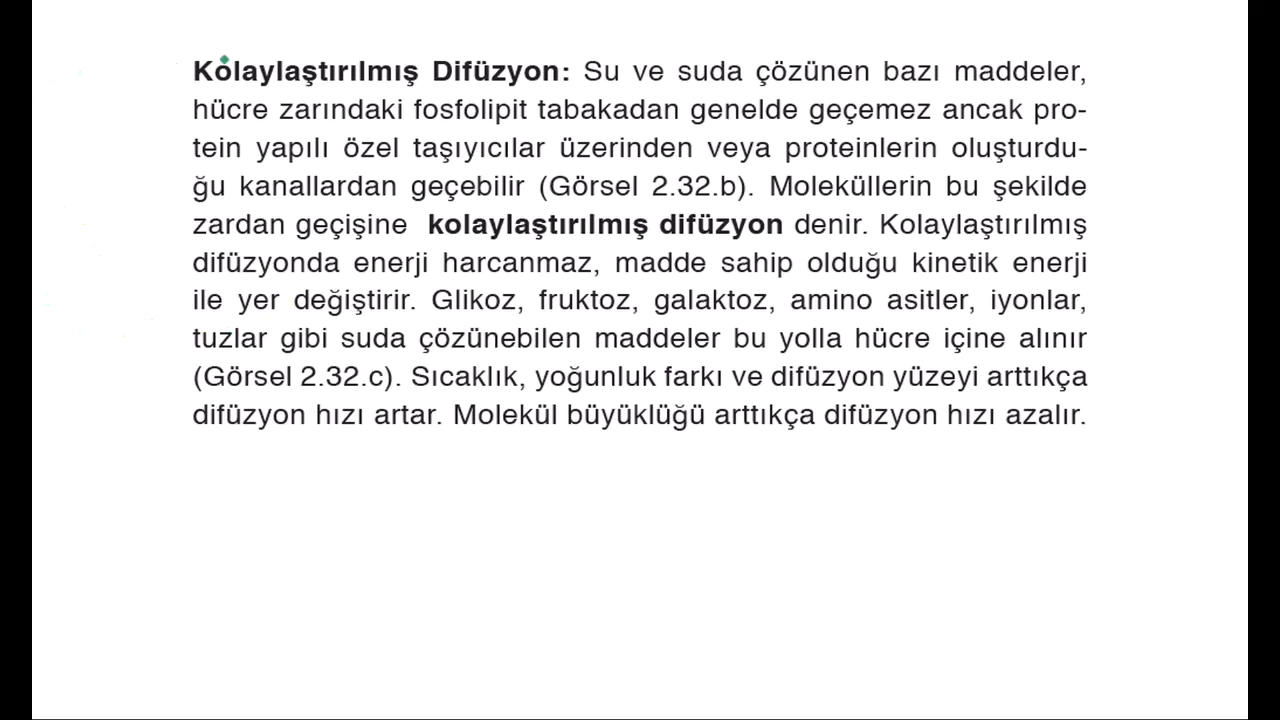 Kolaylaştırılmış Difüzyon: Su ve suda çözünen bazı maddeler,
hücre zarındaki fosfolipit tabakadan genelde geçemez ancak pro-
tein yapılı özel taşıyıcılar üzerinden veya proteinlerin oluşturdu-
ğu kanallardan geçebilir (Görsel 2.32.b). Moleküllerin bu şekilde
zardan geçişine kolaylaştırılmış difüzyon denir. Kolaylaştırılmış
difüzyonda enerji harcanmaz, madde sahip olduğu kinetik enerji
ile yer değiştirir. Glikoz, fruktoz, galaktoz, amino asitler, iyonlar,
tuzlar gibi suda çözünebilen maddeler bu yolla hücre içine alınır
(Görsel 2.32.c). Sıcaklık, yoğunluk farkı ve difüzyon yüzeyi arttıkça
difüzyon hızı artar. Molekül büyüklüğü arttıkça difüzyon hızı azalır.